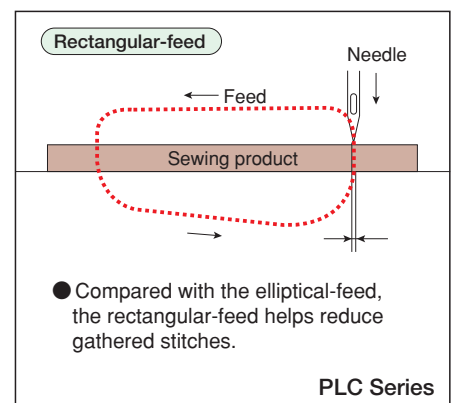 Rectangular-feed
Needle
Feed
Sewing product
● Compared with the elliptical-feed,
the rectangular-feed helps reduce
gathered stitches.
PLC Series